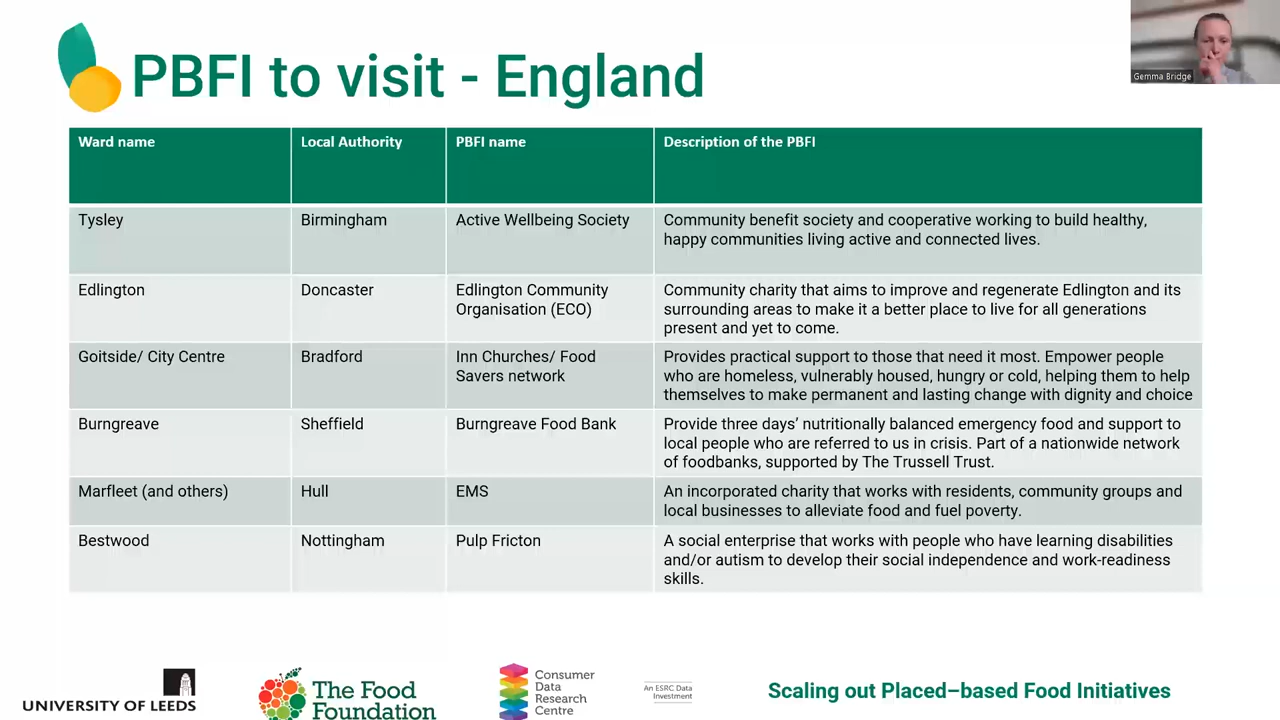 PBFI to visit - England
Gemma Bridge
Ward name
Local Authority
PBFI name
Description of the PBFI
Tysley
Birmingham
Active Wellbeing Society
Community benefit society and cooperative working to build healthy,
happy communities living active and connected lives.
Edlington
Doncaster
Edlington Community
Organisation (ECO)
Community charity that aims to improve and regenerate Edlington and its
surrounding areas to make it a better place to live for all generations
present and yet to come.
Goitside/ City Centre
Bradford
Inn Churches/ Food
Savers network
Provides practical support to those that need it most. Empower people
who are homeless, vulnerably housed, hungry or cold, helping them to help
themselves to make permanent and lasting change with dignity and choice
Burngreave
Sheffield
Burngreave Food Bank
Provide three days’ nutritionally balanced emergency food and support to
local people who are referred to us in crisis. Part of a nationwide network
of foodbanks, supported by The Trussell Trust.
Marfleet (and others)
Hull
EMS
An incorporated charity that works with residents, community groups and
local businesses to alleviate food and fuel poverty.
Bestwood
Nottingham
Pulp Fricton
A social enterprise that works with people who have learning disabilities
and/or autism to develop their social independence and work-readiness
skills.
UNIVERSITY OF LEEDS
The Food
Foundation
Consumer
Data
Research
Centre
An ESRC Data
Investment
Scaling out Placed–based Food Initiatives